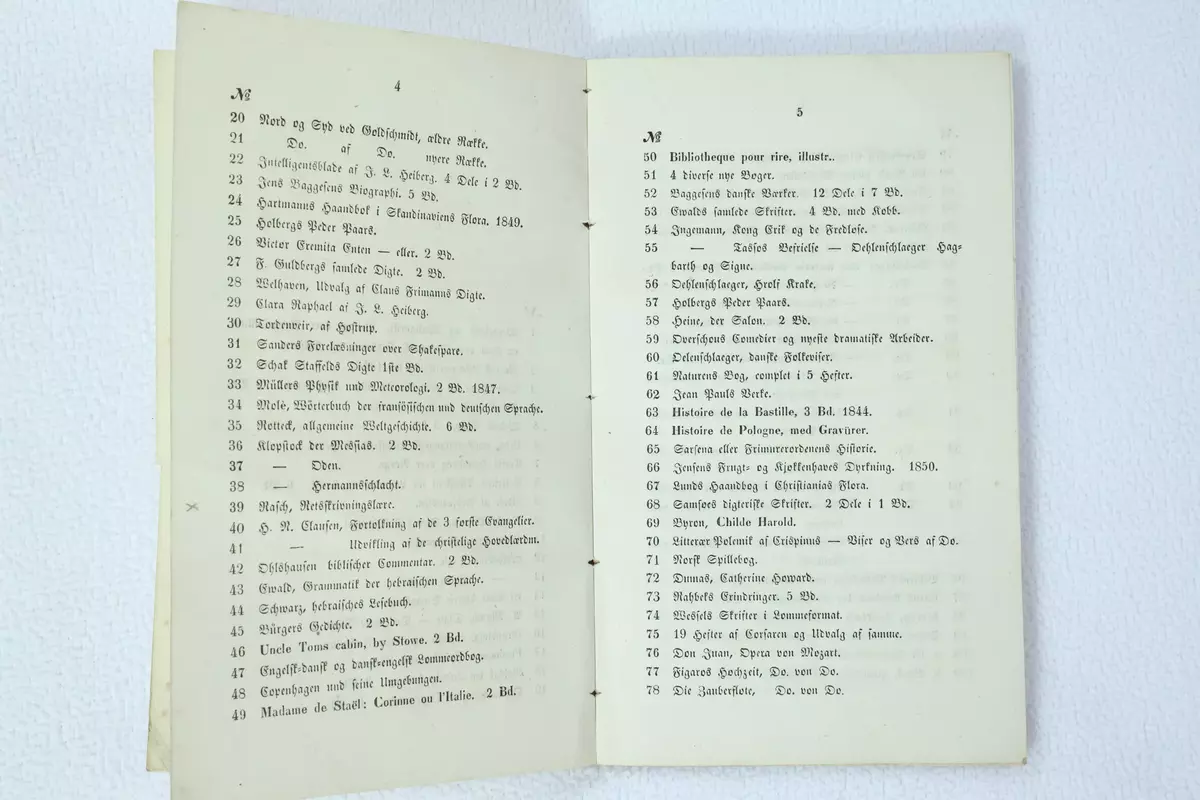 4
№
20 Nord og Syd ved Goldschmidt, ældre Række.
21 Do. af Do. nyere Række.
22 Intelligentsblade af J. L. Heiberg. 4 Dele i 2 Bd.
23 Jens Baggesens Biographi. 5 Bd.
24 Hartmanns Haandbok i Skandinaviens Flora. 1849.
25 Holbergs Peder Paars.
26 Victor Eremita Enten — eller. 2 Bd.
27 F. Guldbergs samlede Digte. 2 Bd.
28 Welhaven, Udvalg af Claus Frimanns Digte.
29 Clara Raphael af J. L. Heiberg.
30 Tordenveir, af Hostrup.
31 Sanders Forelæsninger over Shakespare.
32 Schak Staffelds Digte 1ste Bd.
33 Müllers Physik und Meteorologi. 2 Bd. 1847.
34 Molè, Wörterbuch der fransösischen und deutschen Sprache.
35 Rotteck, allgemeine Weltgeschichte. 6 Bd.
36 Klopstock der Messias. 2 Bd.
37 — Oden.
38 — Hermannsschlacht.
39 Rasch, Retsskrivningslære.
40 H. N. Clausen, Fortolkning af de 3 første Evangelier.
41 — Udvikling af de christelige Hovedlærdm.
42 Ohlshausen biblischer Commentar. 2 Bd.
43 Ewald, Grammatik der hebraischen Sprache.
44 Schwarz, hebraisches Lesebuch.
45 Bürgers Gedichte. 2 Bd.
46 Uncle Toms cabin, by Stowe. 2 Bd.
47 Engelsk-dansk og dansk-engelsk Lommeordbog.
48 Copenhagen und seine Umgebungen.
49 Madame de Staël: Corinne ou l'Italie. 2 Bd.
5
№
50 Bibliotheque pour rire, illustr..
51 4 diverse nye Bøger.
52 Baggesens danske Værker. 12 Dele i 7 Bd.
53 Ewalds samlede Skrifter. 4 Bd. med Kobb.
54 Ingemann, Kong Erik og de Fredløse.
55 — Tassos Befrielse — Oehlenschlaeger Hag-
barth og Signe.
56 Oehlenschlaeger, Hrolf Krake.
57 Holbergs Peder Paars.
58 Heine, der Salon. 2 Bd.
59 Overschous Comedier og nyeste dramatiske Arbeider.
60 Oelenschlaeger, danske Folkeviser.
61 Naturens Bog, complet i 5 Hefter.
62 Jean Pauls Verke.
63 Histoire de la Bastille, 3 Bd. 1844.
64 Histoire de Pologne, med Gravürer.
65 Sarsena eller Frimurerordenens Historie.
66 Jensens Frugt- og Kjøkkenhaves Dyrkning. 1850.
67 Lunds Haandbog i Christianias Flora.
68 Samsøes digteriske Skrifter. 2 Dele i 1 Bd.
69 Byron, Childe Harold.
70 Litterær Polemik af Crispinus — Viser og Vers af Do.
71 Norsk Spillebog.
72 Dumas, Catherine Howard.
73 Rahbeks Erindringer. 5 Bd.
74 Wessels Skrifter i Lommeformat.
75 19 Hefter af Corsaren og Udvalg af samme.
76 Don Juan, Opera von Mozart.
77 Figaros Hochzeit, Do. von Do.
78 Die Zauberflote, Do. von Do.